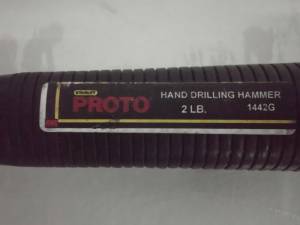 STANLEY
PROTO
HAND DRILLING HAMMER
2 LB. 1442G